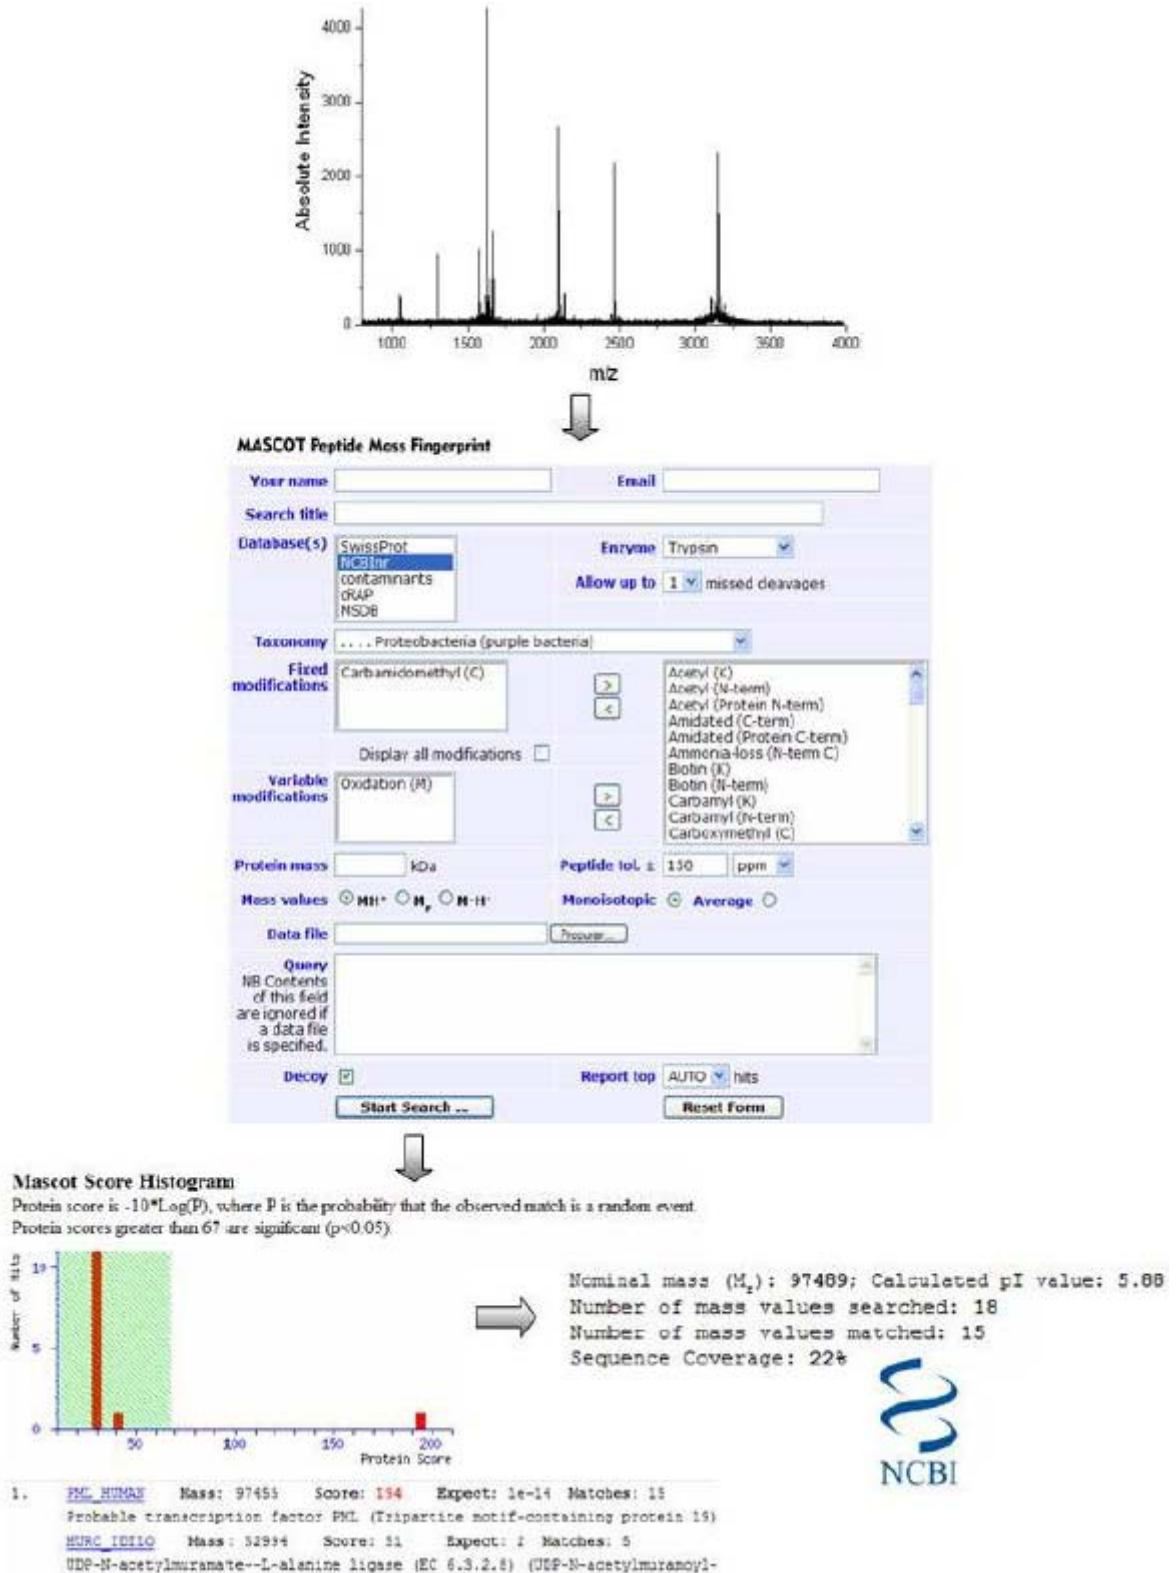 4000
3000
2000
1000
0
Absolute Intensity
1000 1500 2000 2500 3000 3500 4000
m/z
MASCOT Peptide Mass Fingerprint
Your name
Email
Search title
Database(s)
SwissProt
NCBInr
contaminants
cRAP
MSDB
Enzyme Trypsin
Allow up to 1 missed cleavages
Taxonomy . . . . Proteobacteria (purple bacteria)
Fixed modifications
Carbamidomethyl (C)
>
<
Display all modifications
Variable modifications
Oxidation (M)
>
<
Acetyl (K)
Acetyl (N-term)
Acetyl (Protein N-term)
Amidated (C-term)
Amidated (Protein C-term)
Ammonia-loss (N-term C)
Biotin (K)
Biotin (N-term)
Carbamyl (K)
Carbamyl (N-term)
Carboxymethyl (C)
Protein mass kDa
Peptide tol. ± 150 ppm
Mass values MH+ Mr M-H-
Monoisotopic Average
Data file
Query
NB Contents
of this field
are ignored if
a data file
is specified.
Decoy
Report top AUTO hits
Start Search ...
Reset Form
Mascot Score Histogram
Protein score is -10*Log(P), where P is the probability that the observed match is a random event.
Protein scores greater than 67 are significant (p<0.05).
Number of Hits
5
0
50 100 150 200
Protein Score
Nominal mass (Mr): 97489; Calculated pI value: 5.88
Number of mass values searched: 18
Number of mass values matched: 15
Sequence Coverage: 22%
NCBI
1. PML_HUMAN Mass: 97455 Score: 194 Expect: 1e-14 Matches: 15
Probable transcription factor PML (Tripartite motif-containing protein 19)
MURC_IDILO Mass: 52994 Score: 51 Expect: 2 Matches: 5
UDP-N-acetylmuramate--L-alanine ligase (EC 6.3.2.8) (UDP-N-acetylmuramoyl-